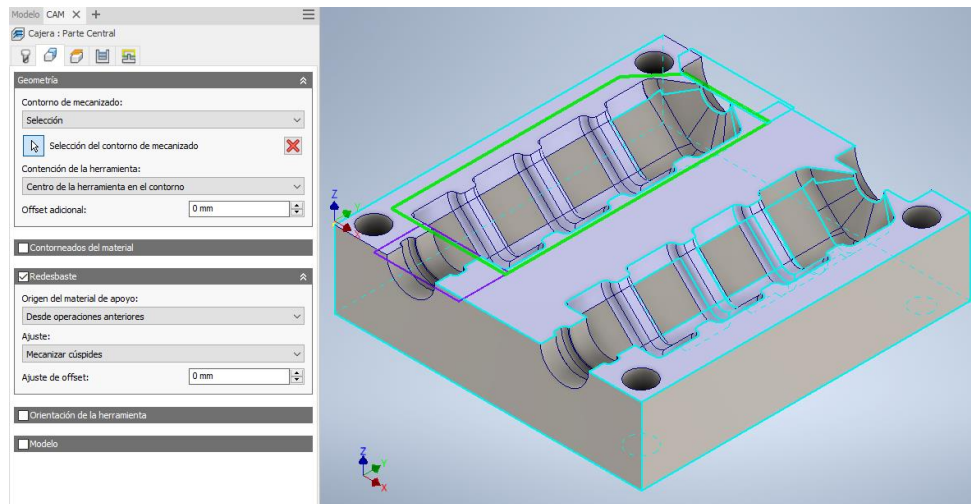 Modelo CAM × +
Cajera : Parte Central
Geometría
Contorno de mecanizado:
Selección
Selección del contorno de mecanizado
Contención de la herramienta:
Centro de la herramienta en el contorno
Offset adicional: 0 mm
Contorneados del material
Redesbaste
Origen del material de apoyo:
Desde operaciones anteriores
Ajuste:
Mecanizar cúspides
Ajuste de offset: 0 mm
Orientación de la herramienta
Modelo
Z
Y
X
Z
Y
X